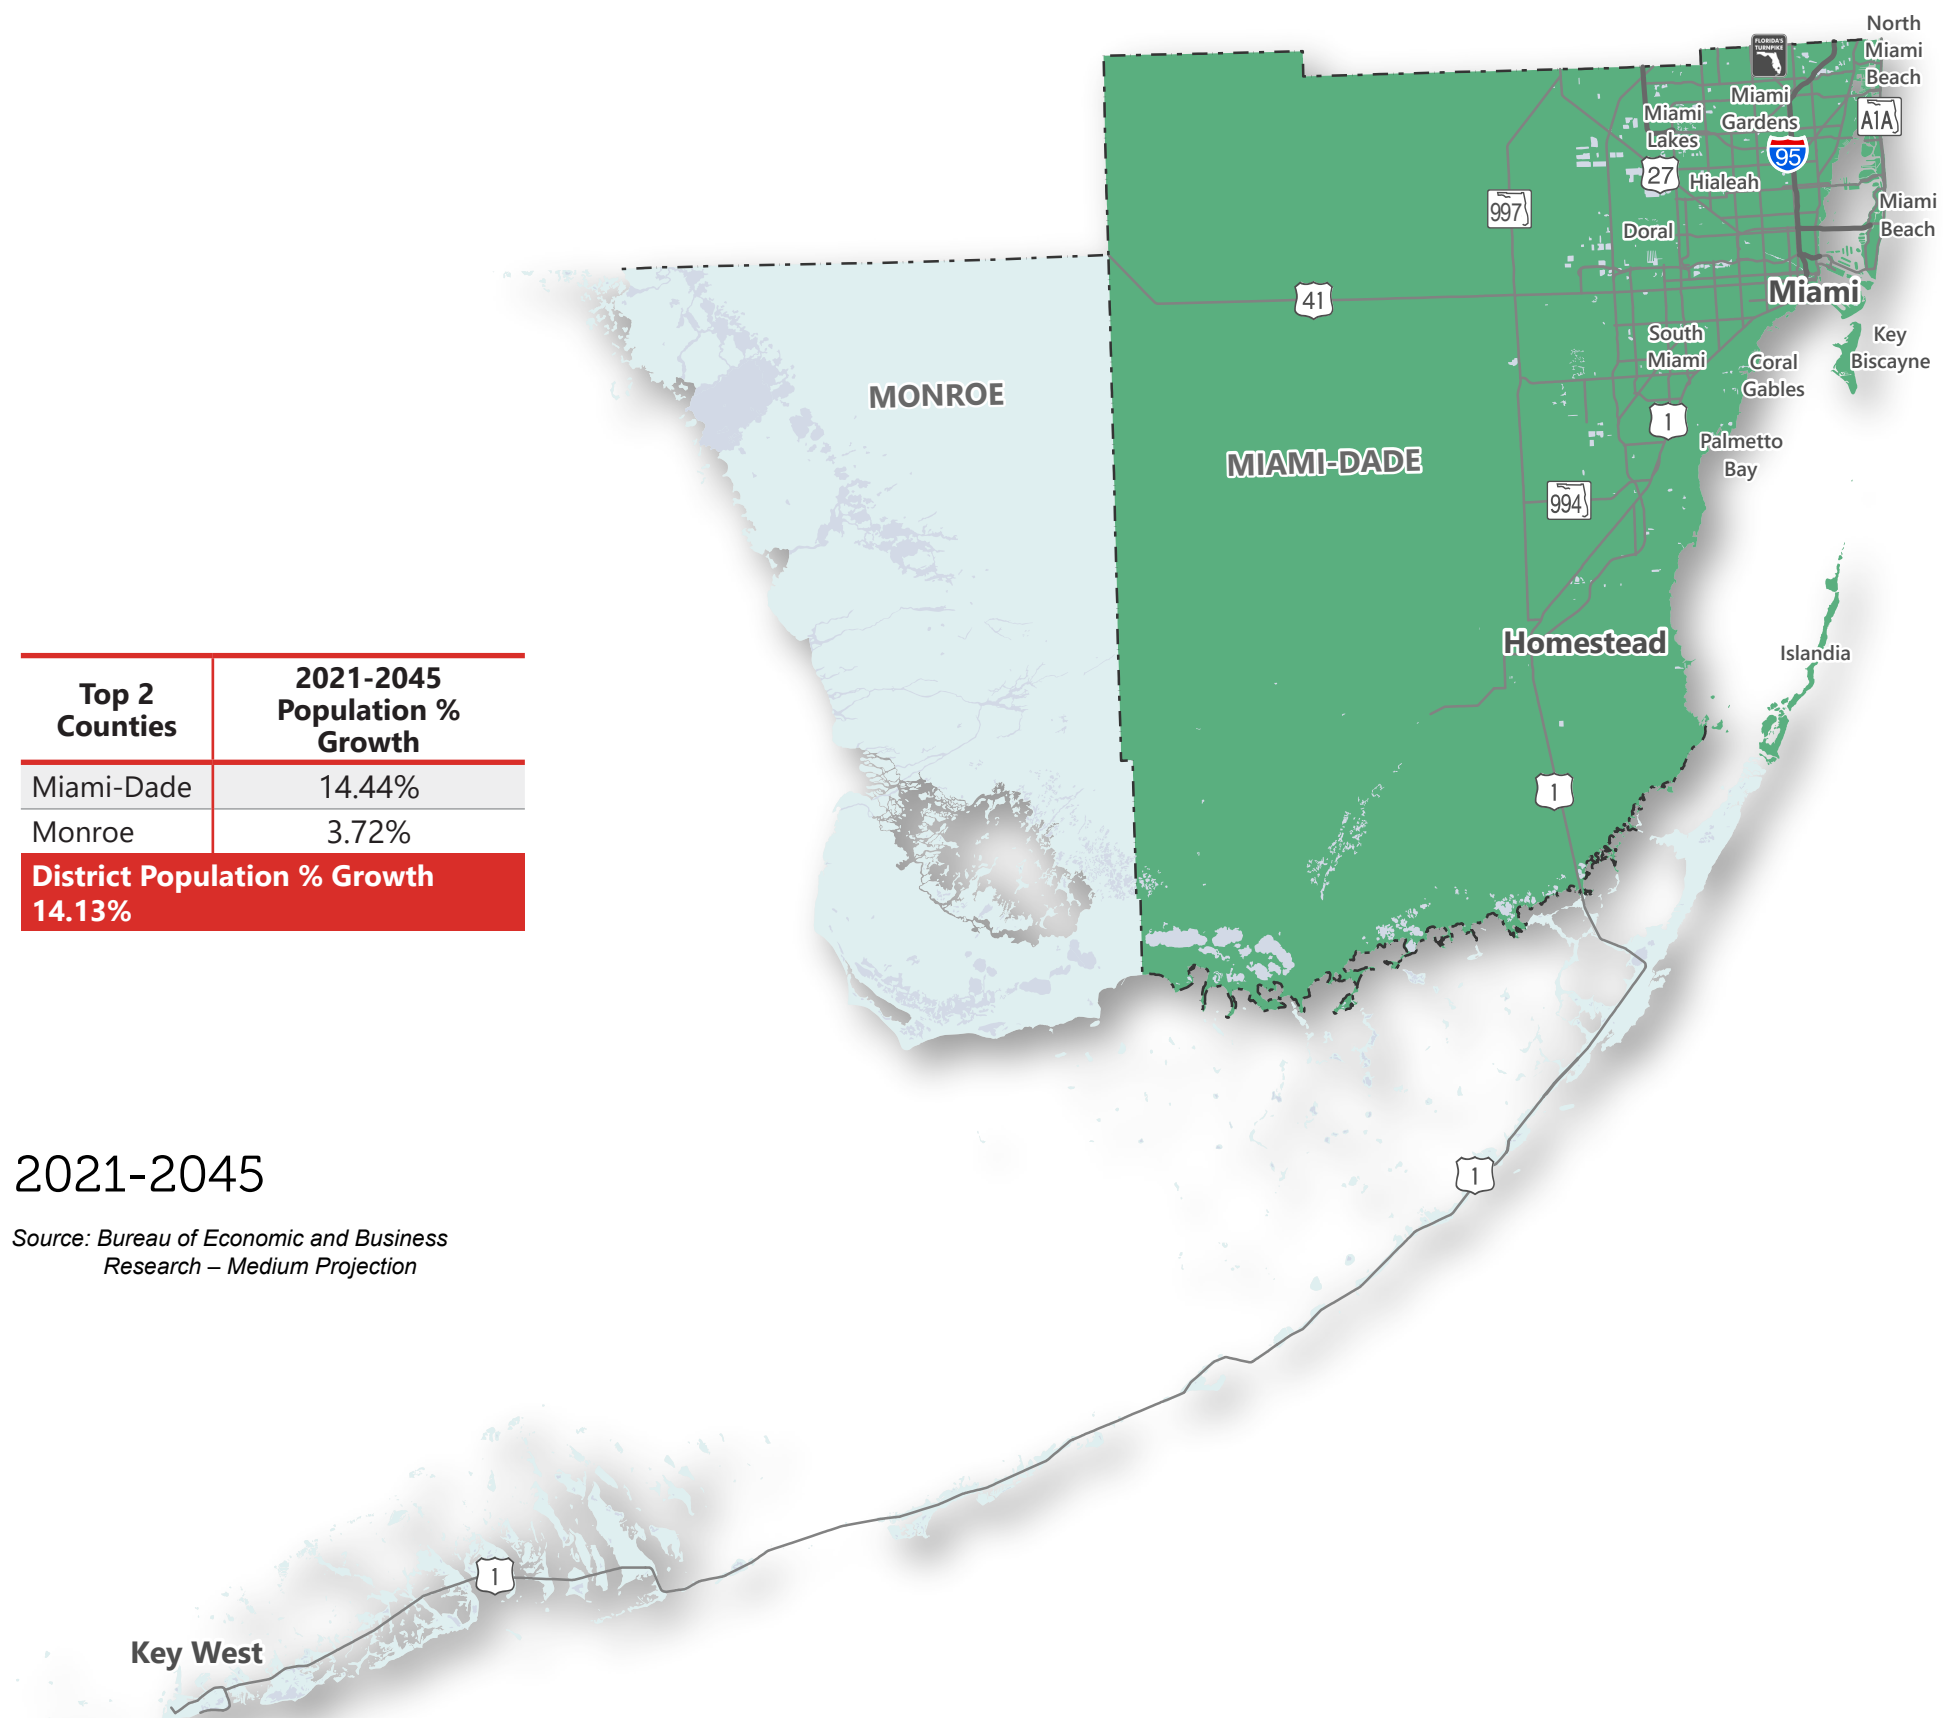 North
Miami
Beach
FLORIDA'S
TURNPIKE
Miami
Gardens
A1A
Miami
Lakes
95
27
Hialeah
997
Miami
Beach
Doral
41
Miami
South
Miami
Key
Biscayne
Coral
Gables
MONROE
1
Palmetto
Bay
MIAMI-DADE
994
Homestead
Islandia
Top 2
Counties
2021-2045
Population %
Growth
Miami-Dade 14.44%
Monroe 3.72%
District Population % Growth
14.13%
1
2021-2045
1
Source: Bureau of Economic and Business
Research – Medium Projection
1
Key West